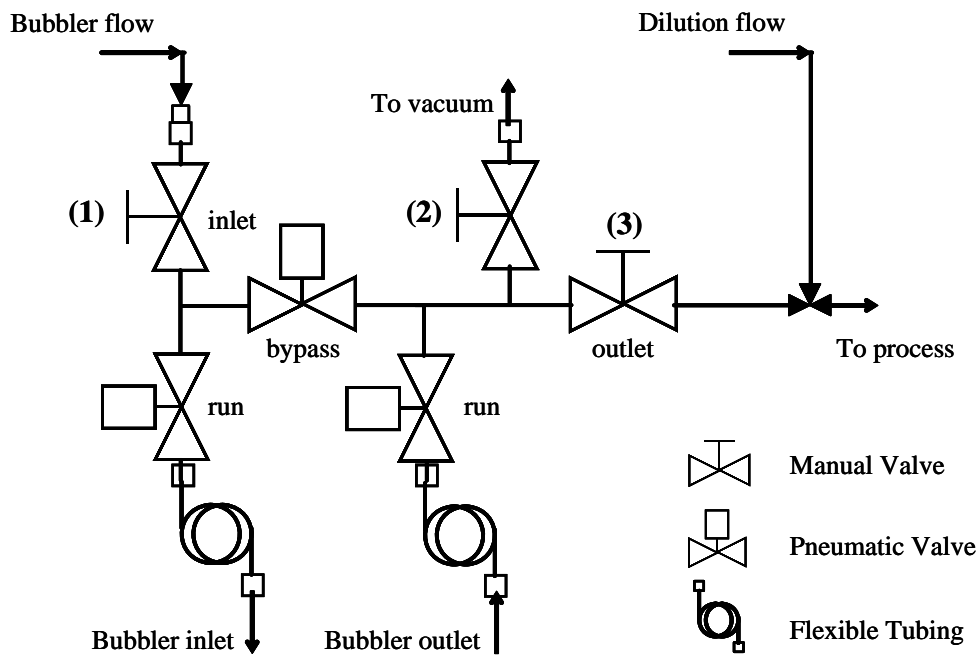 Bubbler flow
Dilution flow
To vacuum
(1)
inlet
(2)
(3)
bypass
outlet
To process
run
run
Manual Valve
Pneumatic Valve
Flexible Tubing
Bubbler inlet
Bubbler outlet